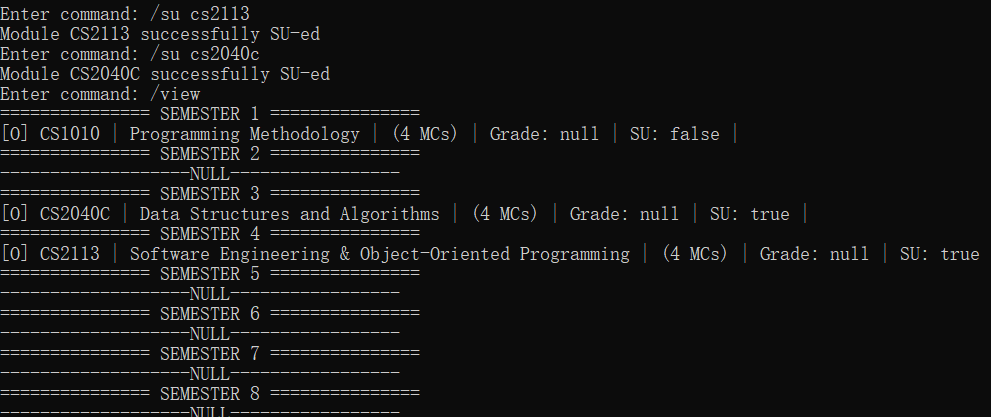 Enter command: /su cs2113
Module CS2113 successfully SU-ed
Enter command: /su cs2040c
Module CS2040C successfully SU-ed
Enter command: /view
=============== SEMESTER 1 ===============
[0] CS1010 | Programming Methodology | (4 MCs) | Grade: null | SU: false |
=============== SEMESTER 2 ===============
-------------------NULL-----------------
=============== SEMESTER 3 ===============
[0] CS2040C | Data Structures and Algorithms | (4 MCs) | Grade: null | SU: true |
=============== SEMESTER 4 ===============
[0] CS2113 | Software Engineering & Object-Oriented Programming | (4 MCs) | Grade: null | SU: true
=============== SEMESTER 5 ===============
-------------------NULL-----------------
=============== SEMESTER 6 ===============
-------------------NULL-----------------
=============== SEMESTER 7 ===============
-------------------NULL-----------------
=============== SEMESTER 8 ===============
-------------------NULL-----------------